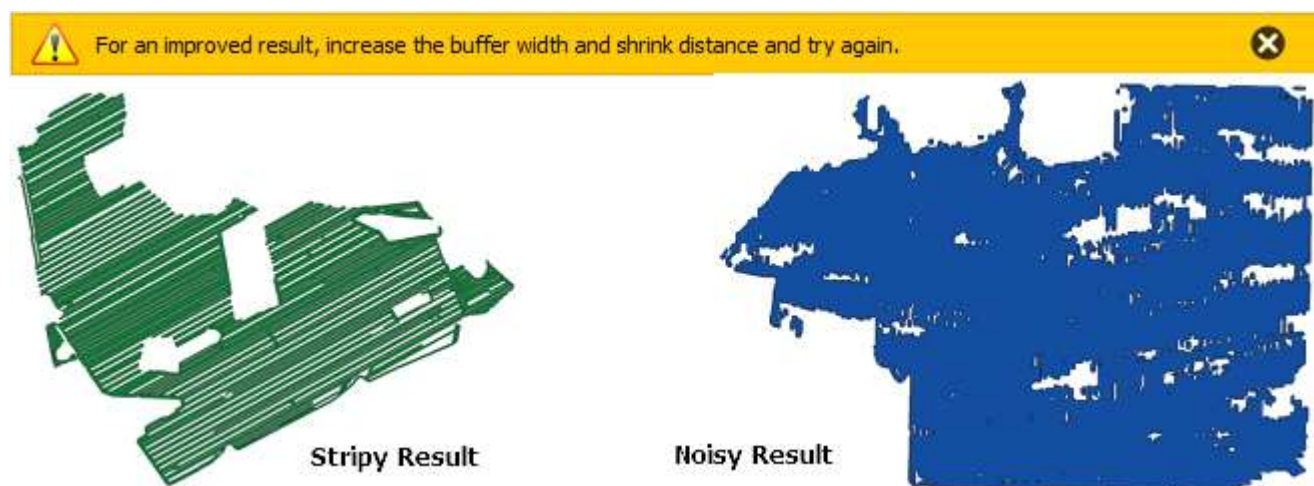 For an improved result, increase the buffer width and shrink distance and try again.
Stripy Result
Noisy Result